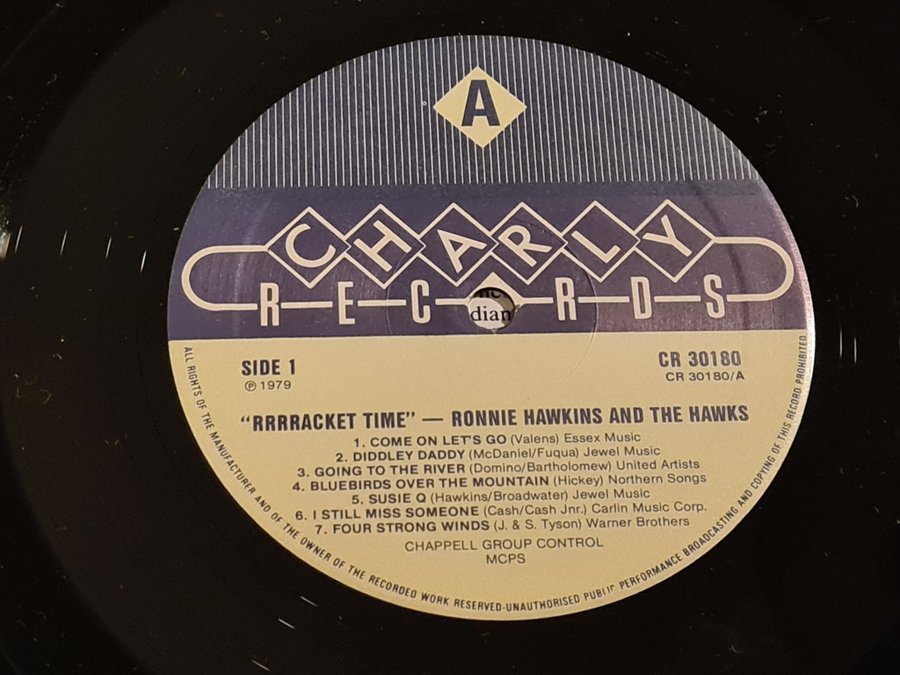 A
CHARLY
RECORDS
dian
SIDE 1
℗ 1979
CR 30180
CR 30180/A
"RRRRACKET TIME" — RONNIE HAWKINS AND THE HAWKS
1. COME ON LET'S GO (Valens) Essex Music
2. DIDDLEY DADDY (McDaniel/Fuqua) Jewel Music
3. GOING TO THE RIVER (Domino/Bartholomew) United Artists
4. BLUEBIRDS OVER THE MOUNTAIN (Hickey) Northern Songs
5. SUSIE Q (Hawkins/Broadwater) Jewel Music
6. I STILL MISS SOMEONE (Cash/Cash Jnr.) Carlin Music Corp.
7. FOUR STRONG WINDS (J. & S. Tyson) Warner Brothers
CHAPPELL GROUP CONTROL
MCPS
ALL RIGHTS OF THE MANUFACTURER AND OF THE OWNER OF THE RECORDED WORK RESERVED-UNAUTHORISED PUBLIC PERFORMANCE BROADCASTING AND COPYING OF THIS RECORD PROHIBITED